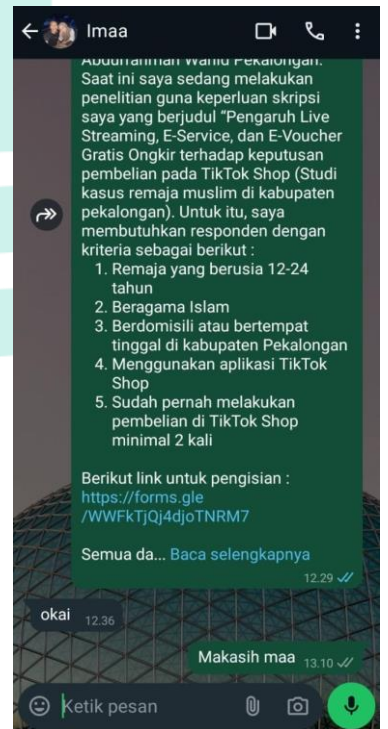 Imaa
Abdurrahman Wahid Pekalongan.
Saat ini saya sedang melakukan
penelitian guna keperluan skripsi
saya yang berjudul “Pengaruh Live
Streaming, E-Service, dan E-Voucher
Gratis Ongkir terhadap keputusan
pembelian pada TikTok Shop (Studi
kasus remaja muslim di kabupaten
pekalongan). Untuk itu, saya
membutuhkan responden dengan
kriteria sebagai berikut :
1. Remaja yang berusia 12-24
tahun
2. Beragama Islam
3. Berdomisili atau bertempat
tinggal di kabupaten Pekalongan
4. Menggunakan aplikasi TikTok
Shop
5. Sudah pernah melakukan
pembelian di TikTok Shop
minimal 2 kali
Berikut link untuk pengisian :
https://forms.gle
/WWFkTjQj4djoTNRM7
Semua da... Baca selengkapnya
12.29
okai 12.36
Makasih maa 13.10
Ketik pesan